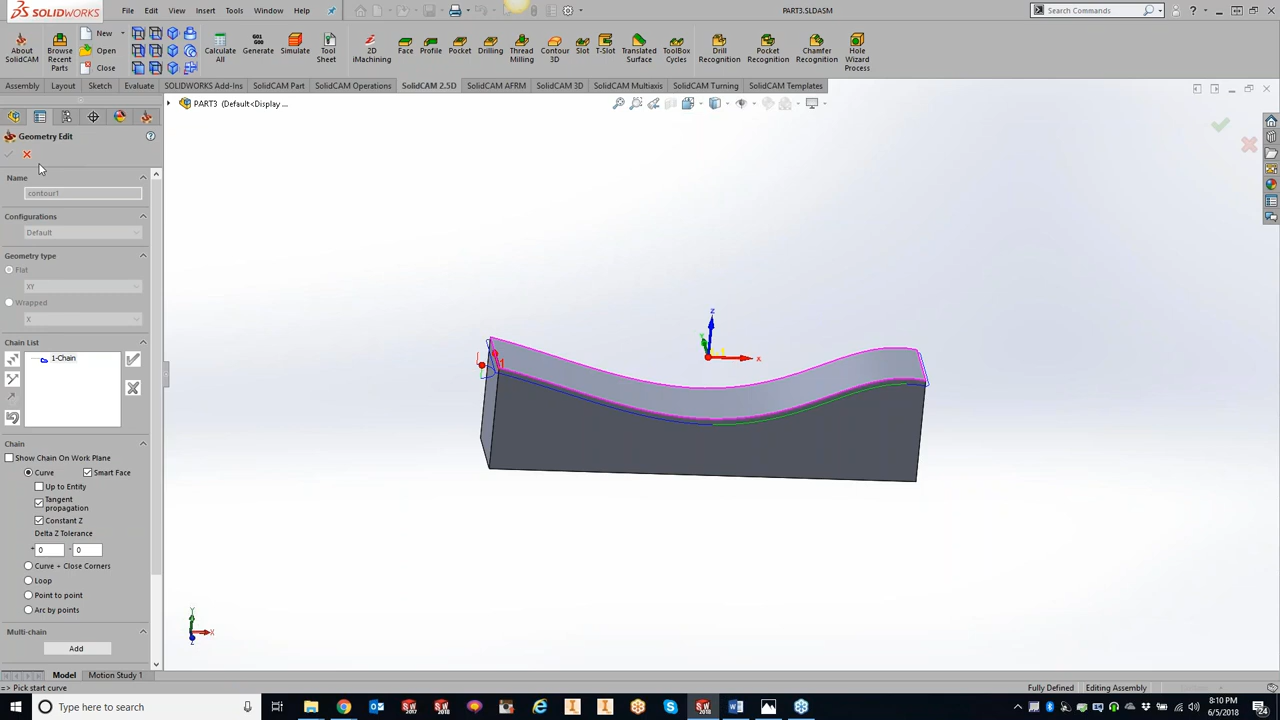 SOLIDWORKS File Edit View Insert Tools Window Help PART3.SLDASM Search Commands
About SolidCAM Browse Recent Parts New Open Close Calculate All Generate Simulate Tool Sheet 2D iMachining Face Profile Pocket Drilling Thread Milling Contour 3D Slot T-Slot Translated Surface ToolBox Cycles Drill Recognition Pocket Recognition Chamfer Recognition Hole Wizard Process
Assembly Layout Sketch Evaluate SOLIDWORKS Add-Ins SolidCAM Part SolidCAM Operations SolidCAM 2.5D SolidCAM AFRM SolidCAM 3D SolidCAM Multiaxis SolidCAM Turning SolidCAM Templates
PART3 (Default<Display ...
Geometry Edit
Name
contour1
Configurations
Default
Geometry type
Flat
XY
Wrapped
X
Chain List
1-Chain
Chain
Show Chain On Work Plane
Curve Smart Face
Up to Entity
Tangent
propagation
Constant Z
Delta Z Tolerance
+ 0 - 0
Curve + Close Corners
Loop
Point to point
Arc by points
Multi-chain
Add
Z
X
1
Y
X
Z
Model Motion Study 1
=> Pick start curve Fully Defined Editing Assembly
Type here to search 8:10 PM
6/5/2018